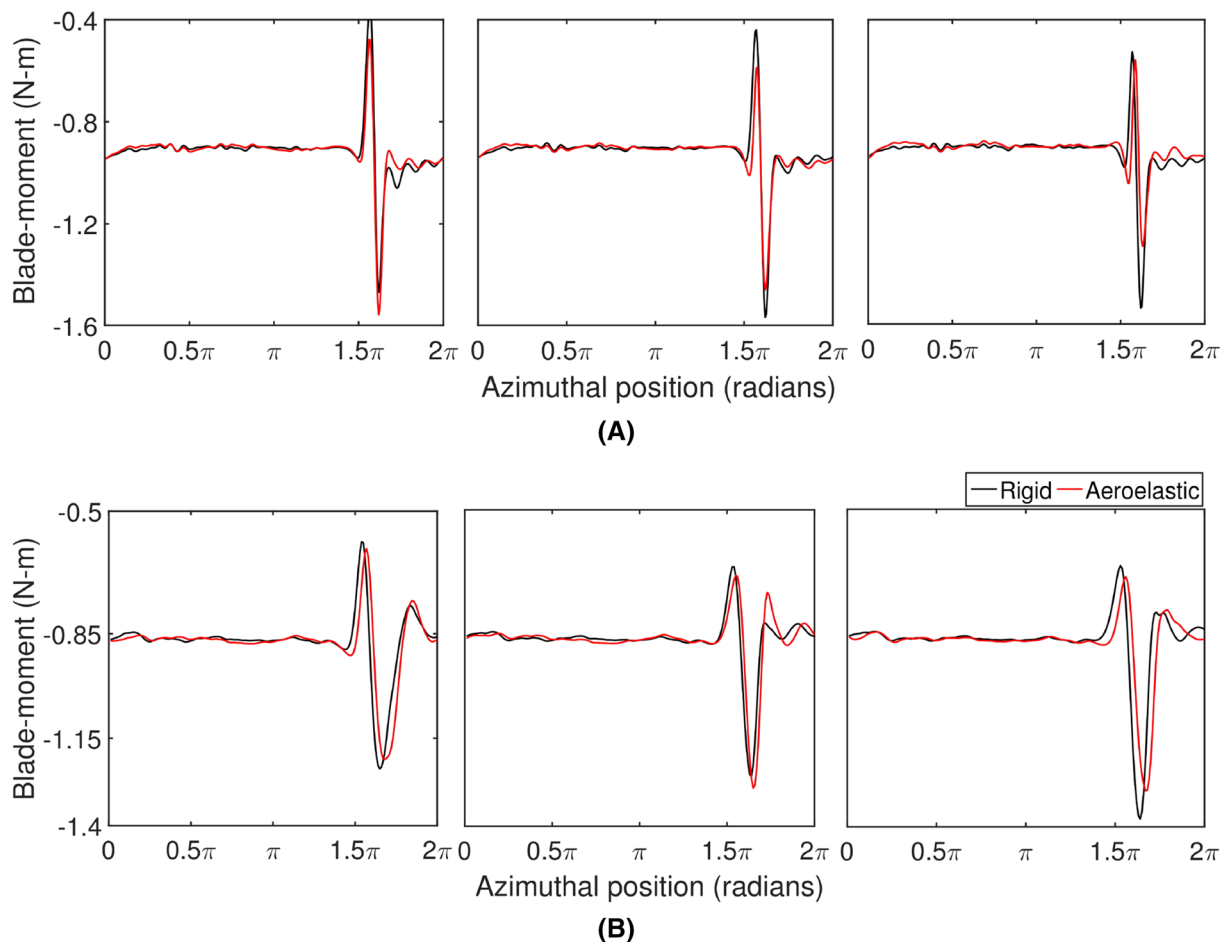 -0.4
-0.8
-1.2
-1.6
Blade-moment (N-m)
0 0.5π π 1.5π 2π
0 0.5π π 1.5π 2π
0 0.5π π 1.5π 2π
Azimuthal position (radians)
(A)
Rigid Aeroelastic
-0.5
-0.85
-1.15
-1.4
Blade-moment (N-m)
0 0.5π π 1.5π 2π
0 0.5π π 1.5π 2π
0 0.5π π 1.5π 2π
Azimuthal position (radians)
(B)